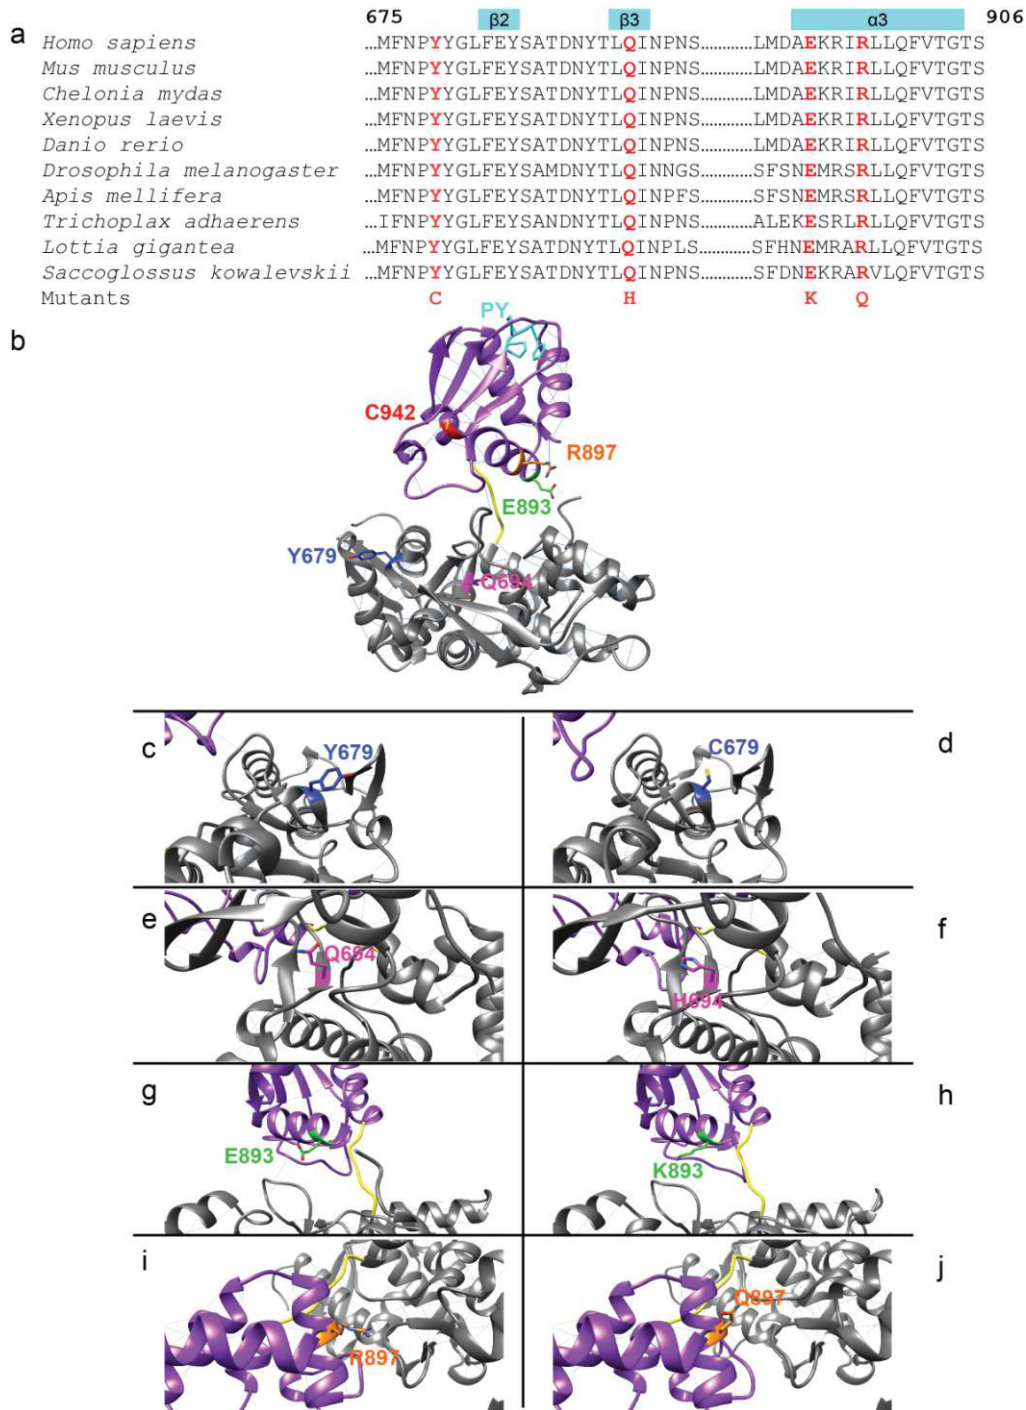 675 β2 β3 α3 906
a
Homo sapiens …MFNPYYGLFEYSATDNYTLQINPNS…………LMDAEKRIRLLQFVTGTS
Mus musculus …MFNPYYGLFEYSATDNYTLQINPNS…………LMDAEKRIRLLQFVTGTS
Chelonia mydas …MFNPYYGLFEYSATDNYTLQINPNS…………LMDAEKRIRLLQFVTGTS
Xenopus laevis …MFNPYYGLFEYSATDNYTLQINPNS…………LMDAEKRIRLLQFVTGTS
Danio rerio …MFNPYYGLFEYSATDNYTLQINPNS…………LMDAEKRIRLLQFVTGTS
Drosophila melanogaster …MFNPYYGLFEYSAMDNYTLQINNGS…………SFSNEMRSRLLQFVTGTS
Apis mellifera …MFNPYYGLFEYSATDNYTLQINPFS…………SFSNEMRSRLLQFVTGTS
Trichoplax adhaerens …IFNPYYGLFEYSANDNYTLQINPNS…………ALEKESRLRLLQFVTGTS
Lottia gigantea …MFNPYYGLFEYSATDNYTLQINPLS…………SFHNEMRARLLQFVTGTS
Saccoglossus kowalevskii …MFNPYYGLFEYSATDNYTLQINPNS…………SFDNEKRARVLQFVTGTS
Mutants C H K Q
b
PY
C942
R897
E893
Y679
Q694
c Y679
C679 d
e Q694
f
H694
g
E893
h
K893
i
R897
j
Q897